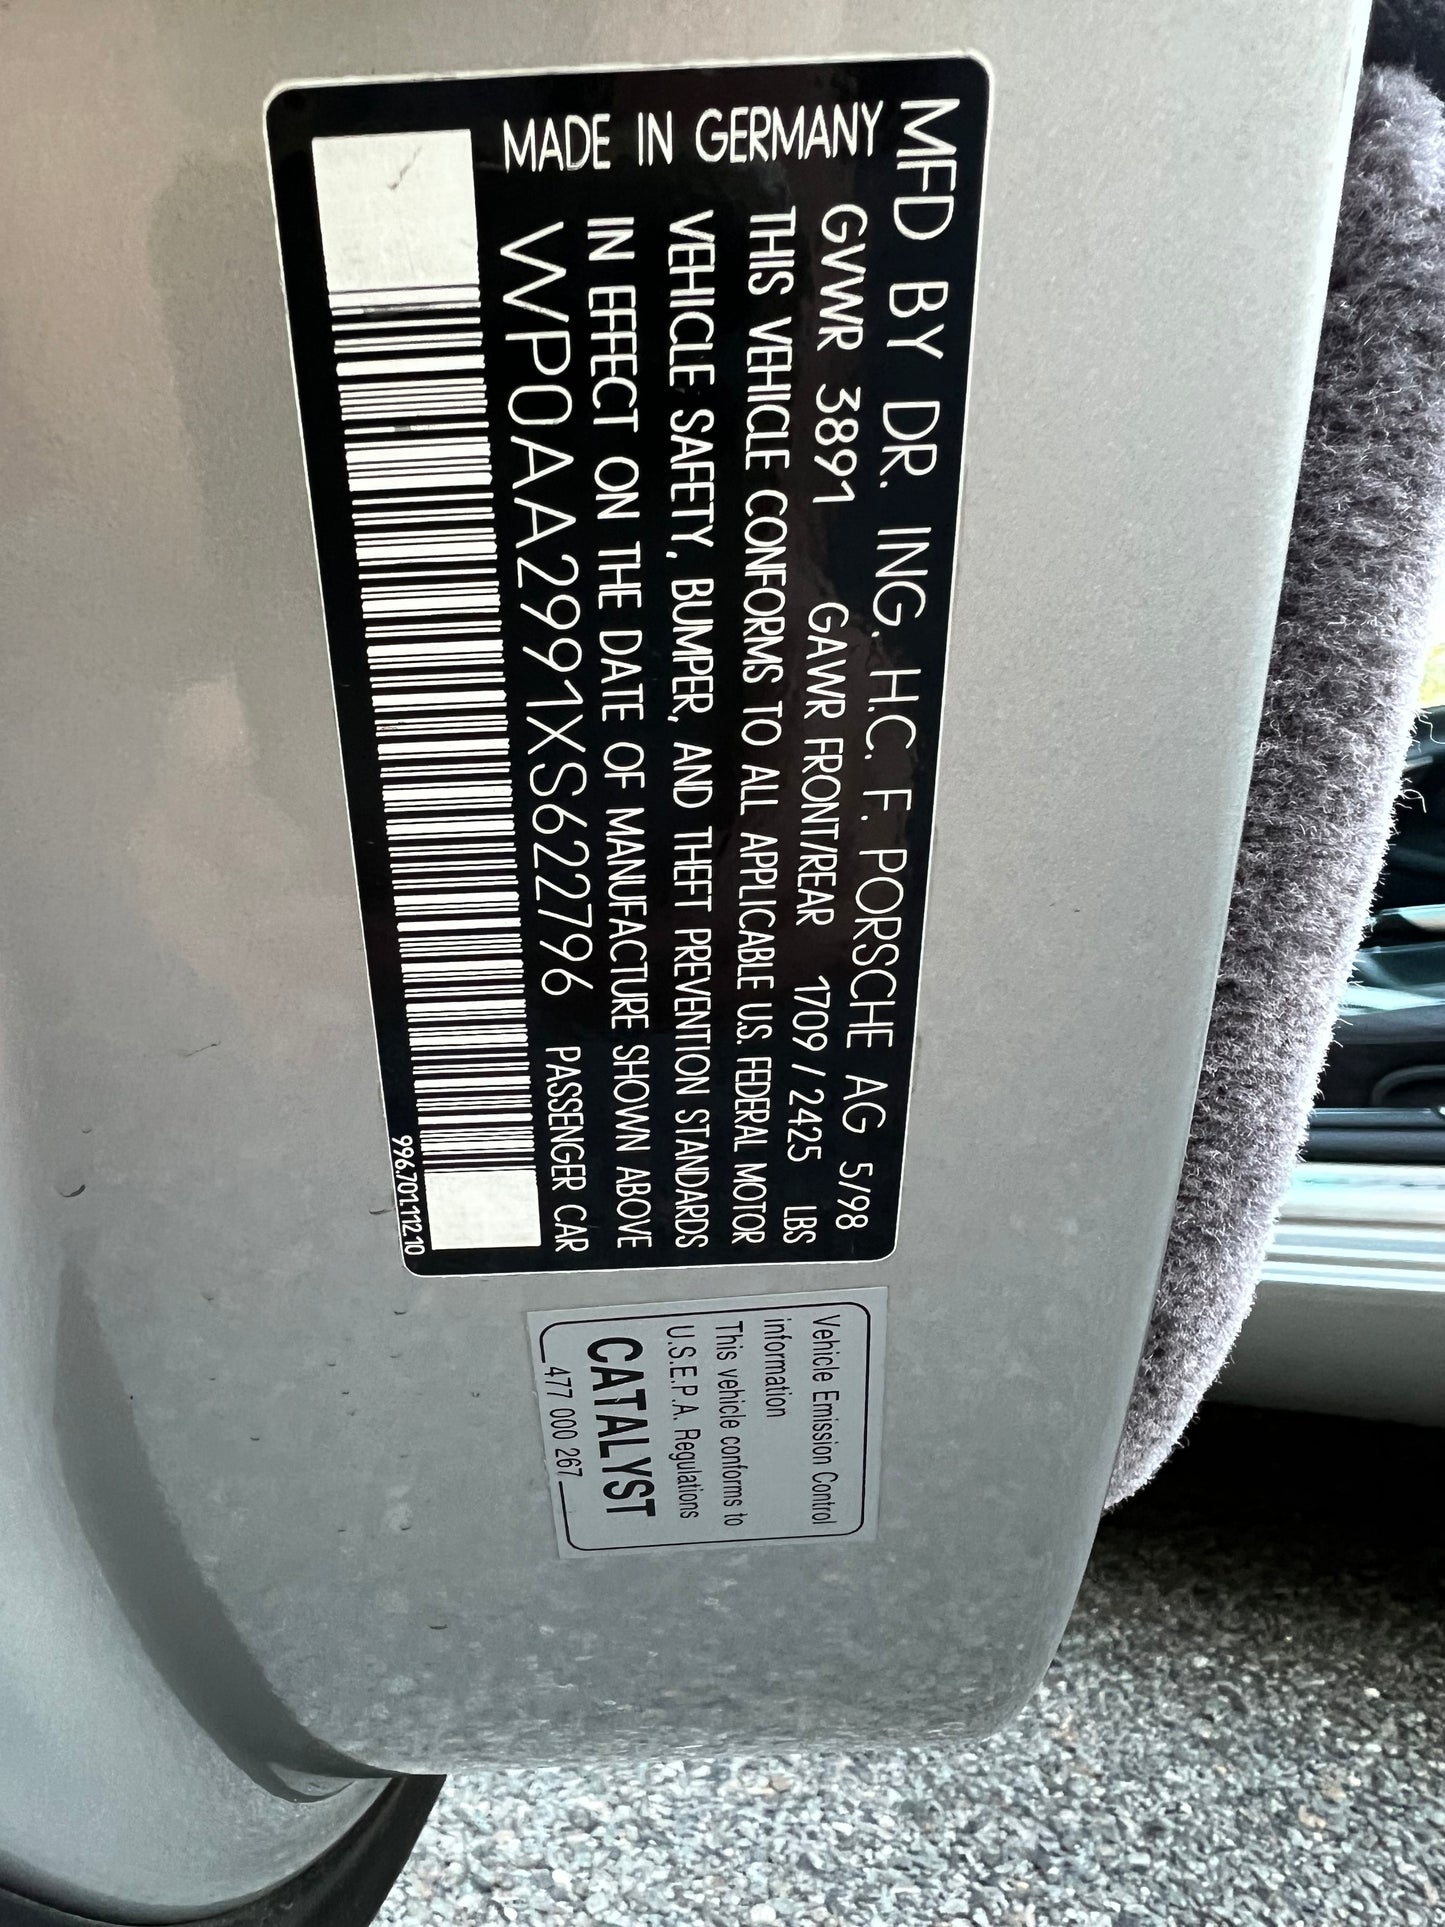 MFD BY DR. ING. H.C. F. PORSCHE AG 5/98
GVWR 3891 GAWR FRONT/REAR 1709/2425 LBS
THIS VEHICLE CONFORMS TO ALL APPLICABLE U.S. FEDERAL MOTOR
VEHICLE SAFETY, BUMPER, AND THEFT PREVENTION STANDARDS
IN EFFECT ON THE DATE OF MANUFACTURE SHOWN ABOVE
MADE IN GERMANY
WP0AA2991XS622796 PASSENGER CAR
996.701.112.10
Vehicle Emission Control
information
This vehicle conforms to
U.S.E.P.A. Regulations
CATALYST
477 000 267